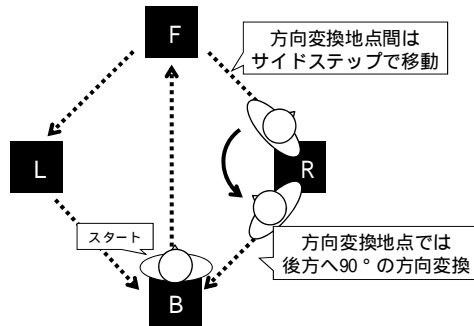 F
方向変換地点間は
サイドステップで移動
L
R
スタート
B
方向変換地点では
後方へ90°の方向変換